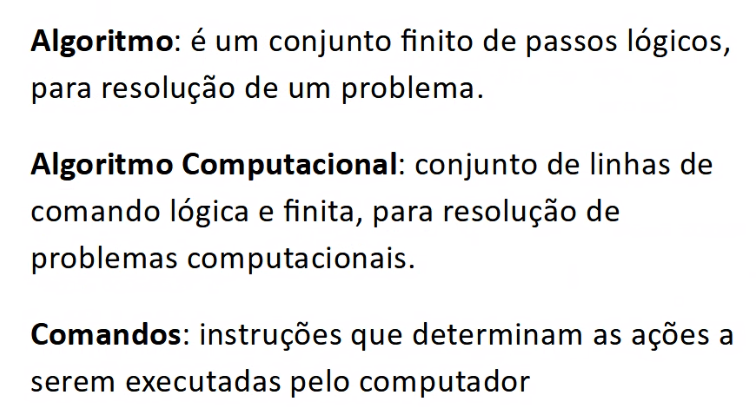 Algoritmo: é um conjunto finito de passos lógicos,
para resolução de um problema.
Algoritmo Computacional: conjunto de linhas de
comando lógica e finita, para resolução de
problemas computacionais.
Comandos: instruções que determinam as ações a
serem executadas pelo computador